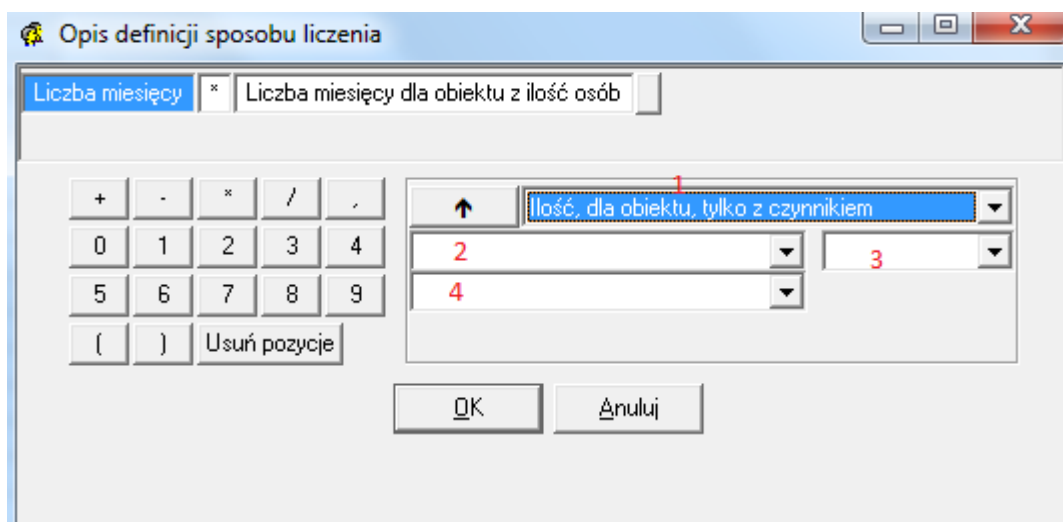 Opis definicji sposobu liczenia
Liczba miesięcy * Liczba miesięcy dla obiektu z ilość osób
+ - * / ,
1
Ilość, dla obiektu, tylko z czynnikiem
0 1 2 3 4
2 3
5 6 7 8 9
4
( ) Usuń pozycje
OK Anuluj